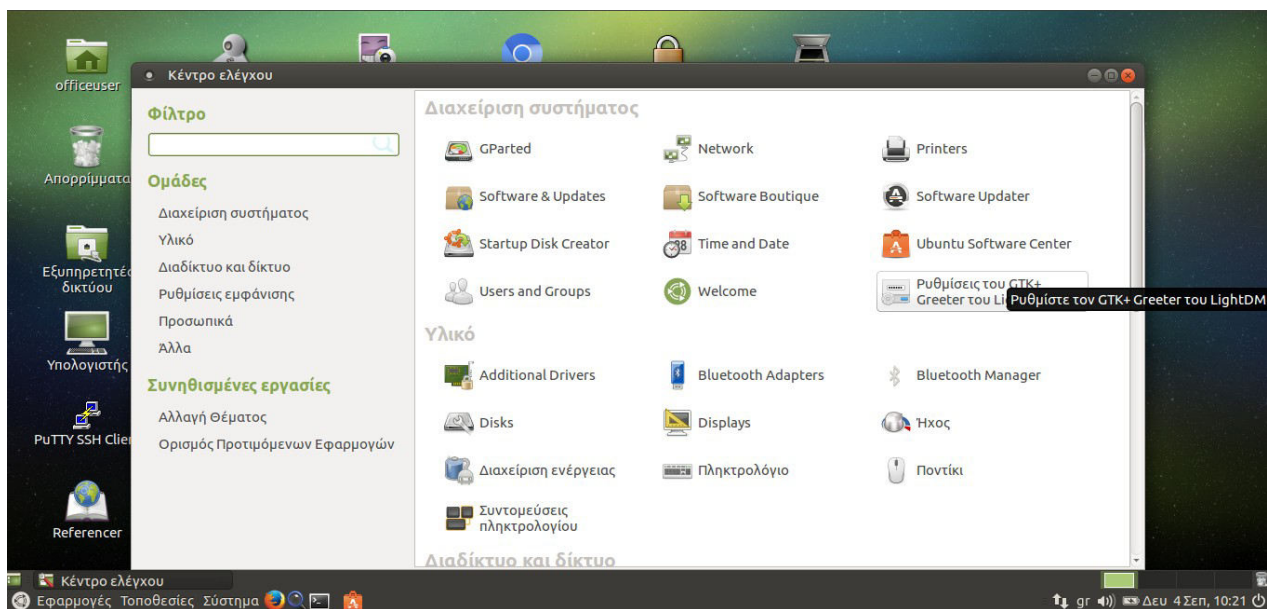 officeuser
Απορρίμματα
Εξυπηρετητές
δικτύου
Υπολογιστής
PuTTY SSH Clien
Referencer
Κέντρο ελέγχου
Φίλτρο
Ομάδες
Διαχείριση συστήματος
Υλικό
Διαδίκτυο και δίκτυο
Ρυθμίσεις εμφάνισης
Προσωπικά
Άλλα
Συνηθισμένες εργασίες
Αλλαγή Θέματος
Ορισμός Προτιμόμενων Εφαρμογών
Διαχείριση συστήματος
GParted
Network
Printers
Software & Updates
Software Boutique
Software Updater
Startup Disk Creator
Time and Date
Ubuntu Software Center
Users and Groups
Welcome
Ρυθμίσεις του GTK+
Greeter του Li
Ρυθμίστε τον GTK+ Greeter του LightDM
Υλικό
Additional Drivers
Bluetooth Adapters
Bluetooth Manager
Disks
Displays
Ήχος
Διαχείριση ενέργειας
Πληκτρολόγιο
Ποντίκι
Συντομεύσεις
πληκτρολογίου
Διαδίκτυο και δίκτυο
Κέντρο ελέγχου
Εφαρμογές Τοποθεσίες Σύστημα
gr Δευ 4 Σεπ, 10:21